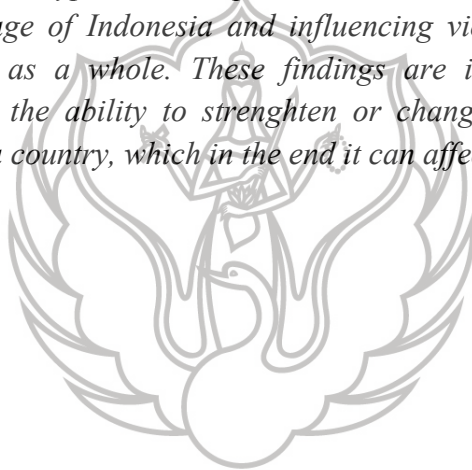 age of Indonesia and influencing vi
as a whole. These findings are i
the ability to strenghten or chang
a country, which in the end it can affe